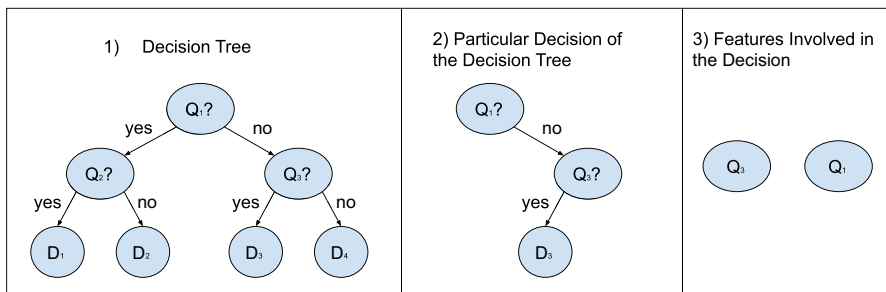 1) Decision Tree
Q₁?
yes
no
Q₂?
Q₃?
yes
no
yes
no
D₁
D₂
D₃
D₄
2) Particular Decision of
the Decision Tree
Q₁?
no
Q₃?
yes
D₃
3) Features Involved in
the Decision
Q₃
Q₁